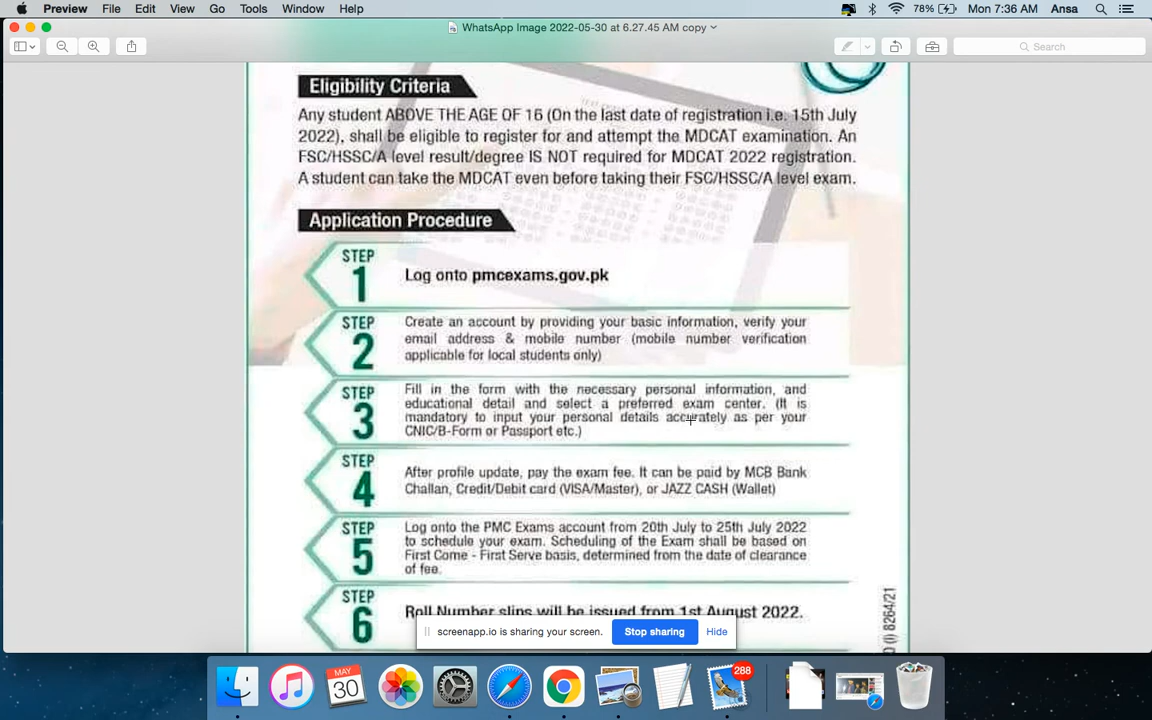 Preview File Edit View Go Tools Window Help 78% Mon 7:36 AM Ansa
WhatsApp Image 2022-05-30 at 6.27.45 AM copy
Search
Eligibility Criteria
Any student ABOVE THE AGE OF 16 (On the last date of registration i.e. 15th July
2022), shall be eligible to register for and attempt the MDCAT examination. An
FSC/HSSC/A level result/degree IS NOT required for MDCAT 2022 registration.
A student can take the MDCAT even before taking their FSC/HSSC/A level exam.
Application Procedure
STEP
1
Log onto pmcexams.gov.pk
STEP
2
Create an account by providing your basic information, verify your
email address & mobile number (mobile number verification
applicable for local students only)
STEP
3
Fill in the form with the necessary personal information, and
educational detail and select a preferred exam center. (It is
mandatory to input your personal details accurately as per your
CNIC/B-Form or Passport etc.)
STEP
4
After profile update, pay the exam fee. It can be paid by MCB Bank
Challan, Credit/Debit card (VISA/Master), or JAZZ CASH (Wallet)
STEP
5
Log onto the PMC Exams account from 20th July to 25th July 2022
to schedule your exam. Scheduling of the Exam shall be based on
First Come - First Serve basis, determined from the date of clearance
of fee.
STEP
6
Roll Number slips will be issued from 1st August 2022.
(I) 8264/21
screenapp.io is sharing your screen. Stop sharing Hide
MAY
30
288